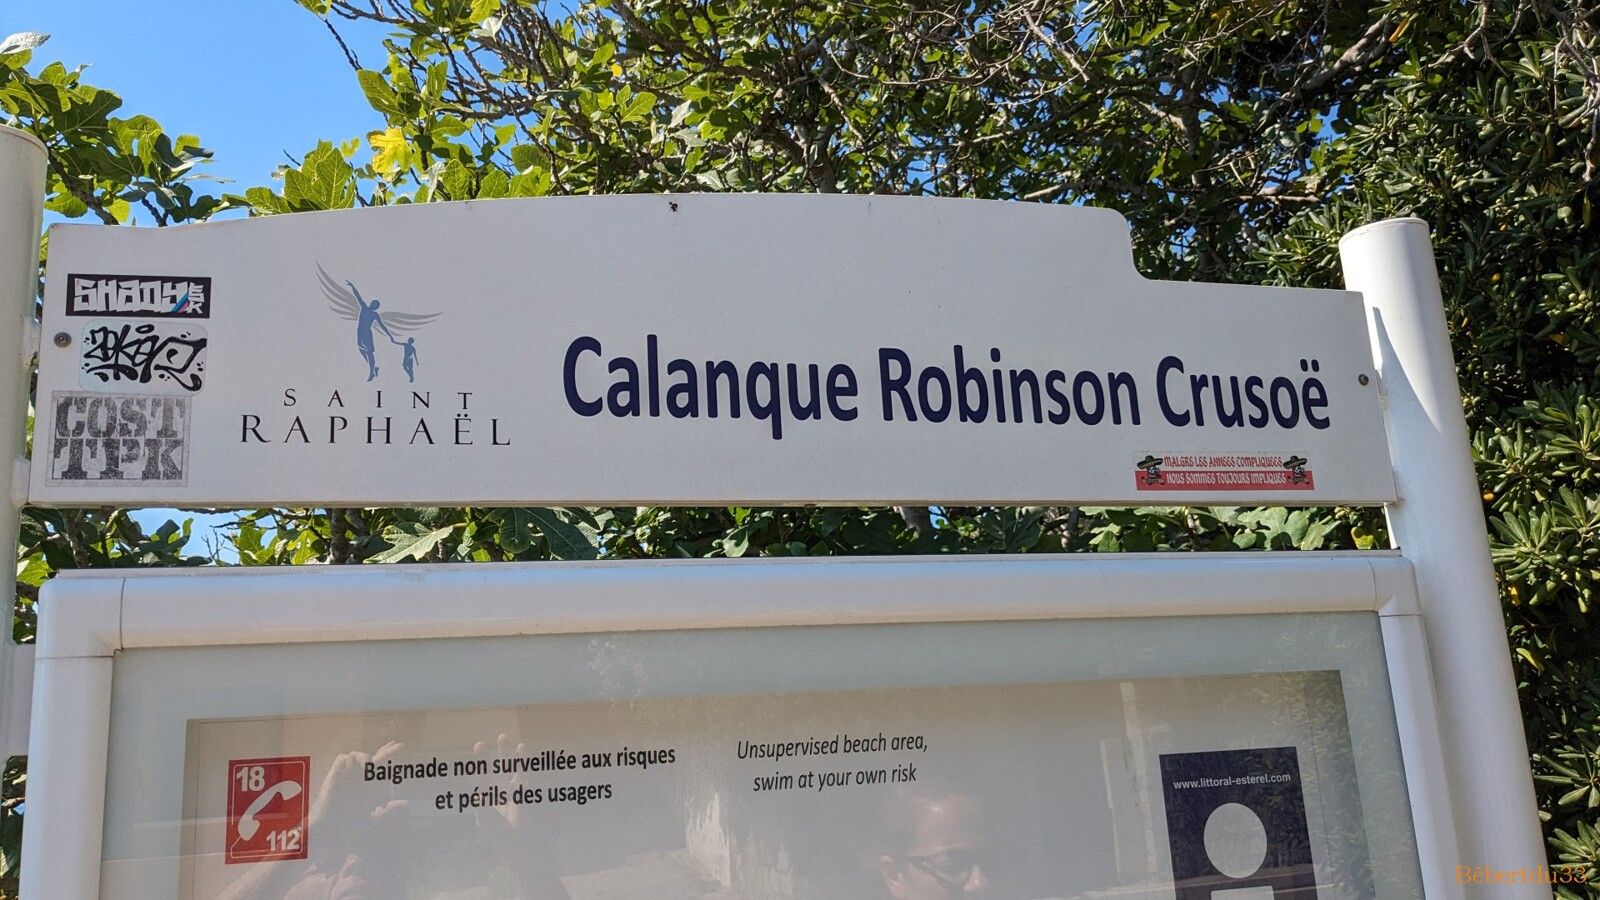 SHADY
ESK
COST
TPK
SAINT
RAPHAËL
Calanque Robinson Crusoë
MALGRE LES ANNEES COMPLIQUEES
NOUS SOMMES TOUJOURS IMPLIQUES
18
112
Baignade non surveillée aux risques
et périls des usagers
Unsupervised beach area,
swim at your own risk
www.littoral-esterel.com
Bébertdu33